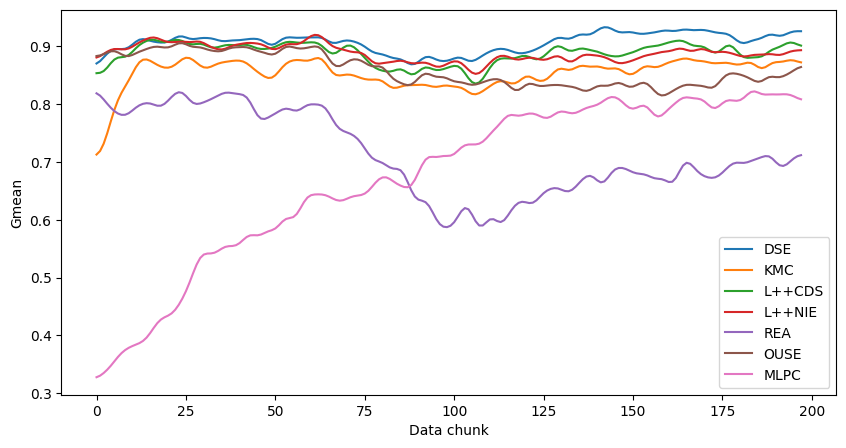 Gmean
0.9
0.8
0.7
0.6
0.5
0.4
0.3
0
25
50
75
100
125
150
175
200
Data chunk
DSE
KMC
L++CDS
L++NIE
REA
OUSE
MLPC